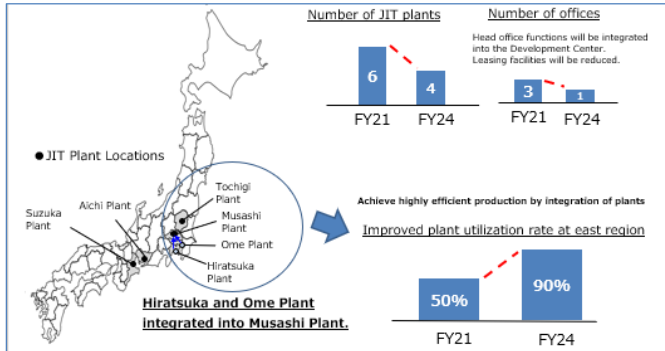 Number of JIT plants
6
4
FY21
FY24
Number of offices
Head office functions will be integrated
into the Development Center.
Leasing facilities will be reduced.
3
1
FY21
FY24
●JIT Plant Locations
Suzuka
Plant
Aichi Plant
Tochigi
Plant
Musashi
Plant
Ome Plant
Hiratsuka
Plant
Hiratsuka and Ome Plant
integrated into Musashi Plant.
Achieve highly efficient production by integration of plants
Improved plant utilization rate at east region
50%
90%
FY21
FY24